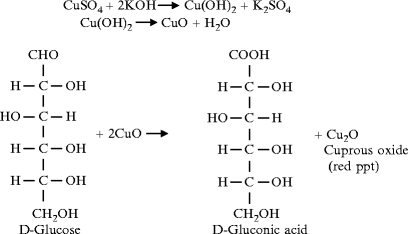 CuSO₄ + 2KOH → Cu(OH)₂ + K₂SO₄
Cu(OH)₂ → CuO + H₂O
CHO COOH
H – C – OH H – C – OH
HO – C – H HO – C – H
+ 2CuO → + Cu₂O
H – C – OH H – C – OH Cuprous oxide
(red ppt)
H – C – OH H – C – OH
CH₂OH CH₂OH
D-Glucose D-Gluconic acid